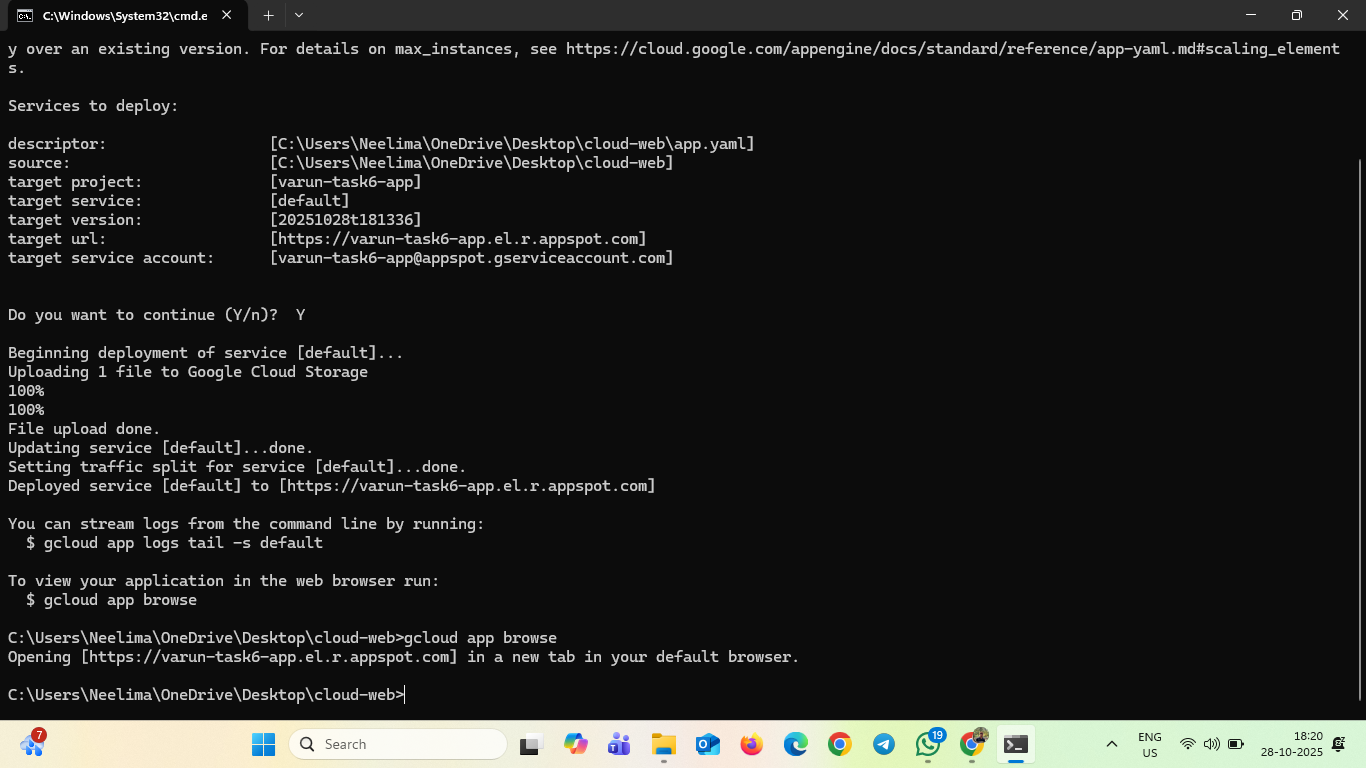 C:\Windows\System32\cmd.e
y over an existing version. For details on max_instances, see https://cloud.google.com/appengine/docs/standard/reference/app-yaml.md#scaling_element
s.
Services to deploy:
descriptor: [C:\Users\Neelima\OneDrive\Desktop\cloud-web\app.yaml]
source: [C:\Users\Neelima\OneDrive\Desktop\cloud-web]
target project: [varun-task6-app]
target service: [default]
target version: [20251028t181336]
target url: [https://varun-task6-app.el.r.appspot.com]
target service account: [varun-task6-app@appspot.gserviceaccount.com]
Do you want to continue (Y/n)? Y
Beginning deployment of service [default]...
Uploading 1 file to Google Cloud Storage
100%
100%
File upload done.
Updating service [default]...done.
Setting traffic split for service [default]...done.
Deployed service [default] to [https://varun-task6-app.el.r.appspot.com]
You can stream logs from the command line by running:
$ gcloud app logs tail -s default
To view your application in the web browser run:
$ gcloud app browse
C:\Users\Neelima\OneDrive\Desktop\cloud-web>gcloud app browse
Opening [https://varun-task6-app.el.r.appspot.com] in a new tab in your default browser.
C:\Users\Neelima\OneDrive\Desktop\cloud-web>
7
Search
19
ENG
US
18:20
28-10-2025